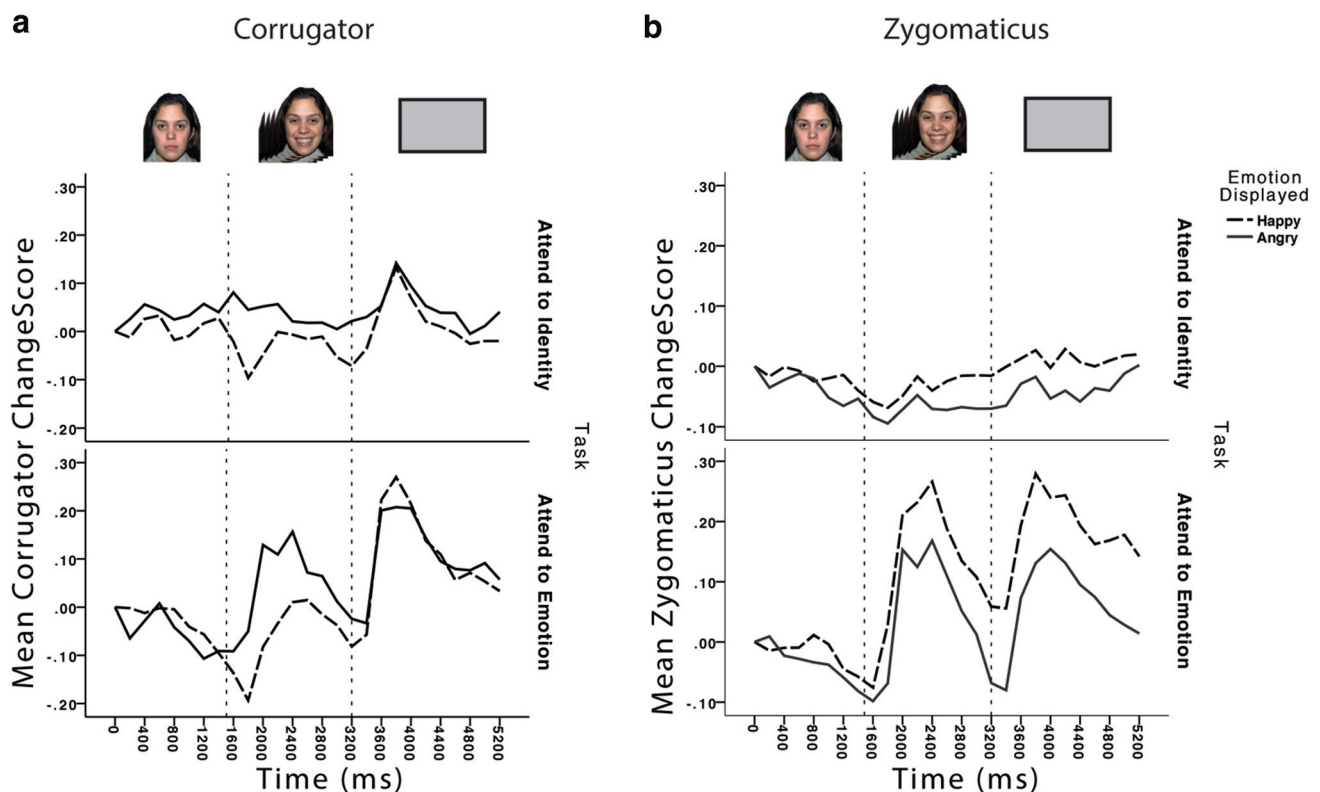 a
Corrugator
Mean Corrugator ChangeScore
.30
.20
.10
.00
-.10
-.20
Attend to Identity
.30
.20
.10
.00
-.10
-.20
Attend to Emotion
Task
0
400
800
1200
1600
2000
2400
2800
3200
3600
4000
4400
4800
5200
Time (ms)
b
Zygomaticus
Mean Zygomaticus ChangeScore
.30
.20
.10
.00
-.10
Attend to Identity
.30
.20
.10
.00
-.10
Attend to Emotion
Task
0
400
800
1200
1600
2000
2400
2800
3200
3600
4000
4400
4800
5200
Time (ms)
Emotion
Displayed
Happy
Angry